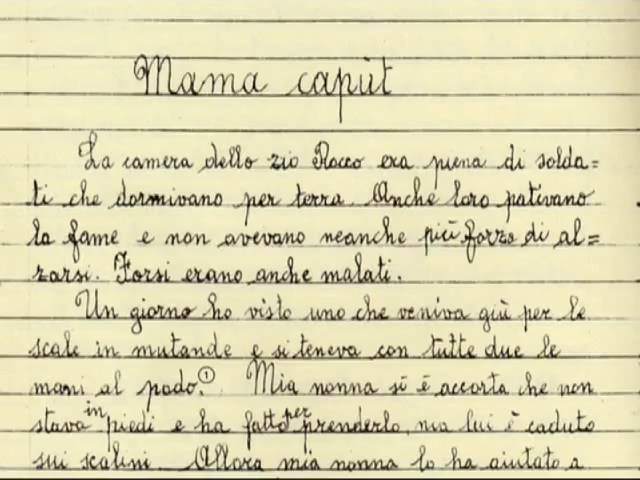 Mama capùt
La camera dello zio Rocco era piena di solda=
ti che dormivano per terra. Anche loro pativano
la fame e non avevano neanche più forza di al=
zarsi. Forsi erano anche malati.
Un giorno ho visto uno che veniva giù per le
scale in mutande e si teneva con tutte due le
mani al podo.① Mia nonna si è accorta che non
stava in piedi e ha fatto per prenderlo, ma lui è caduto
sui scalini. Allora mia nonna lo ha aiutato a